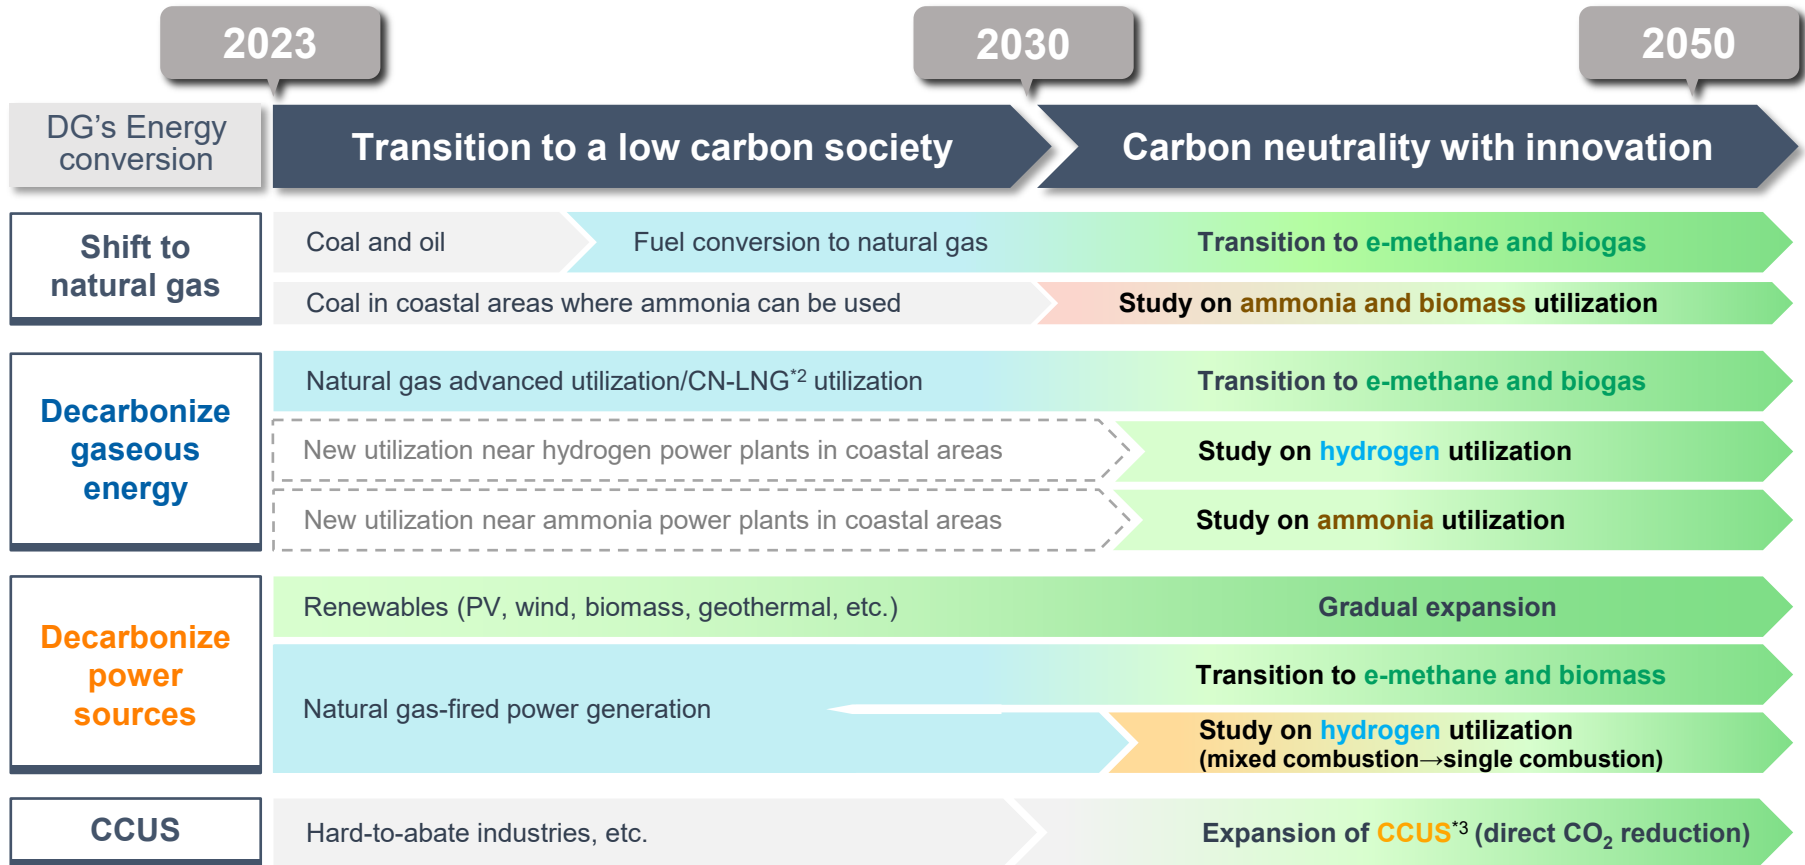 2023
2030
2050
DG's Energy
conversion
Transition to a low carbon society
Carbon neutrality with innovation
Shift to
natural gas
Coal and oil
Fuel conversion to natural gas
Transition to e-methane and biogas
Coal in coastal areas where ammonia can be used
Study on ammonia and biomass utilization
Decarbonize
gaseous
energy
Natural gas advanced utilization/CN-LNG*2 utilization
Transition to e-methane and biogas
New utilization near hydrogen power plants in coastal areas
Study on hydrogen utilization
New utilization near ammonia power plants in coastal areas
Study on ammonia utilization
Decarbonize
power
sources
Renewables (PV, wind, biomass, geothermal, etc.)
Gradual expansion
Natural gas-fired power generation
Transition to e-methane and biomass
Study on hydrogen utilization
(mixed combustion→single combustion)
CCUS
Hard-to-abate industries, etc.
Expansion of CCUS*3 (direct CO₂ reduction)